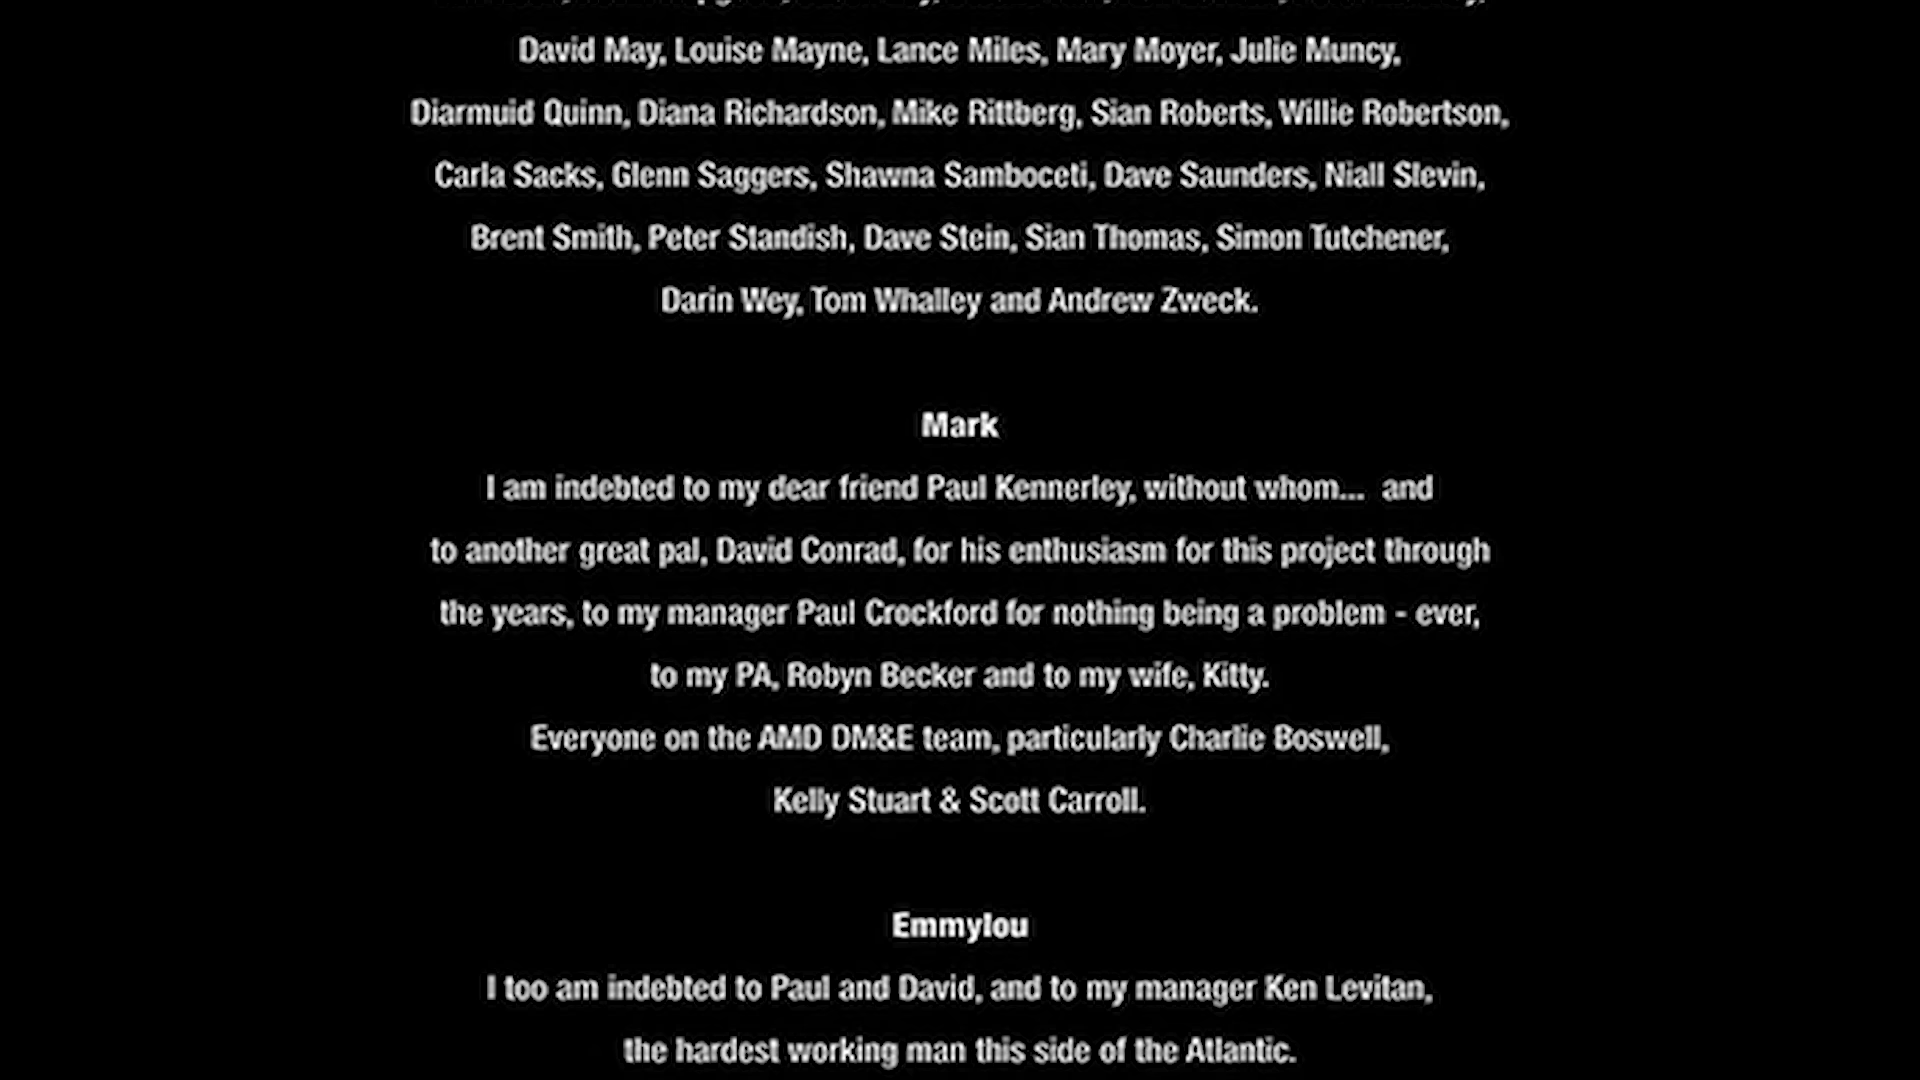 David May, Louise Mayne, Lance Miles, Mary Moyer, Julie Muncy,
Diarmuid Quinn, Diana Richardson, Mike Rittberg, Sian Roberts, Willie Robertson,
Carla Sacks, Glenn Saggers, Shawna Samboceti, Dave Saunders, Niall Slevin,
Brent Smith, Peter Standish, Dave Stein, Sian Thomas, Simon Tutchener,
Darin Wey, Tom Whalley and Andrew Zweck.
Mark
I am indebted to my dear friend Paul Kennerley, without whom... and
to another great pal, David Conrad, for his enthusiasm for this project through
the years, to my manager Paul Crockford for nothing being a problem - ever,
to my PA, Robyn Becker and to my wife, Kitty.
Everyone on the AMD DM&E team, particularly Charlie Boswell,
Kelly Stuart & Scott Carroll.
Emmylou
I too am indebted to Paul and David, and to my manager Ken Levitan,
the hardest working man this side of the Atlantic.